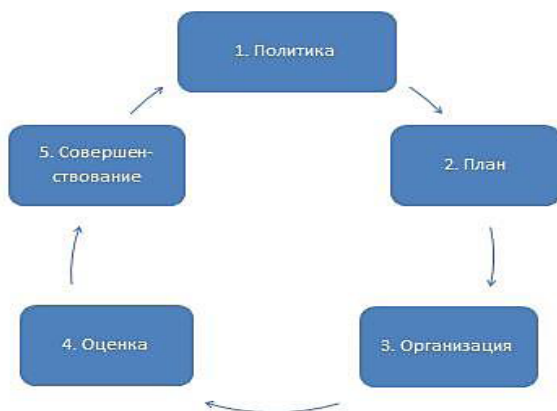 1. Политика
2. План
3. Организация
4. Оценка
5. Совершен-
ствование